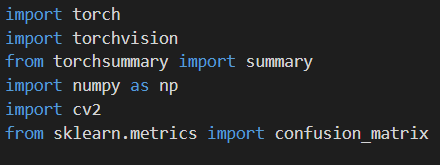 import torch
import torchvision
from torchsummary import summary
import numpy as np
import cv2
from sklearn.metrics import confusion_matrix